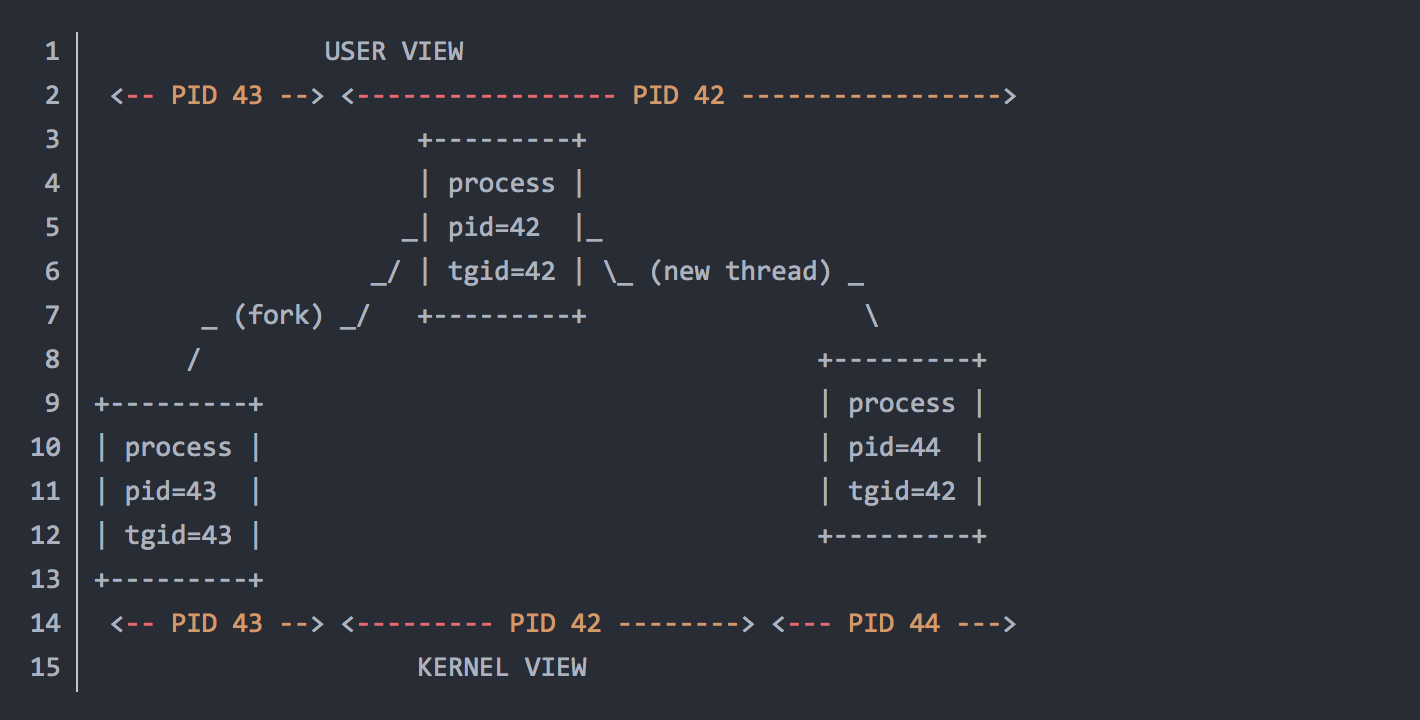 1                 USER VIEW
2   <-- PID 43 --> <----------------- PID 42 ----------------->
3                       +---------+
4                       | process |
5                      _| pid=42  |_
6                    _/ | tgid=42 | \_ (new thread) _
7         _ (fork) _/   +---------+                  \
8        /                                        +---------+
9  +---------+                                    | process |
10 | process |                                    | pid=44  |
11 | pid=43  |                                    | tgid=42 |
12 | tgid=43 |                                    +---------+
13 +---------+
14  <-- PID 43 --> <--------- PID 42 --------> <--- PID 44 --->
15                      KERNEL VIEW